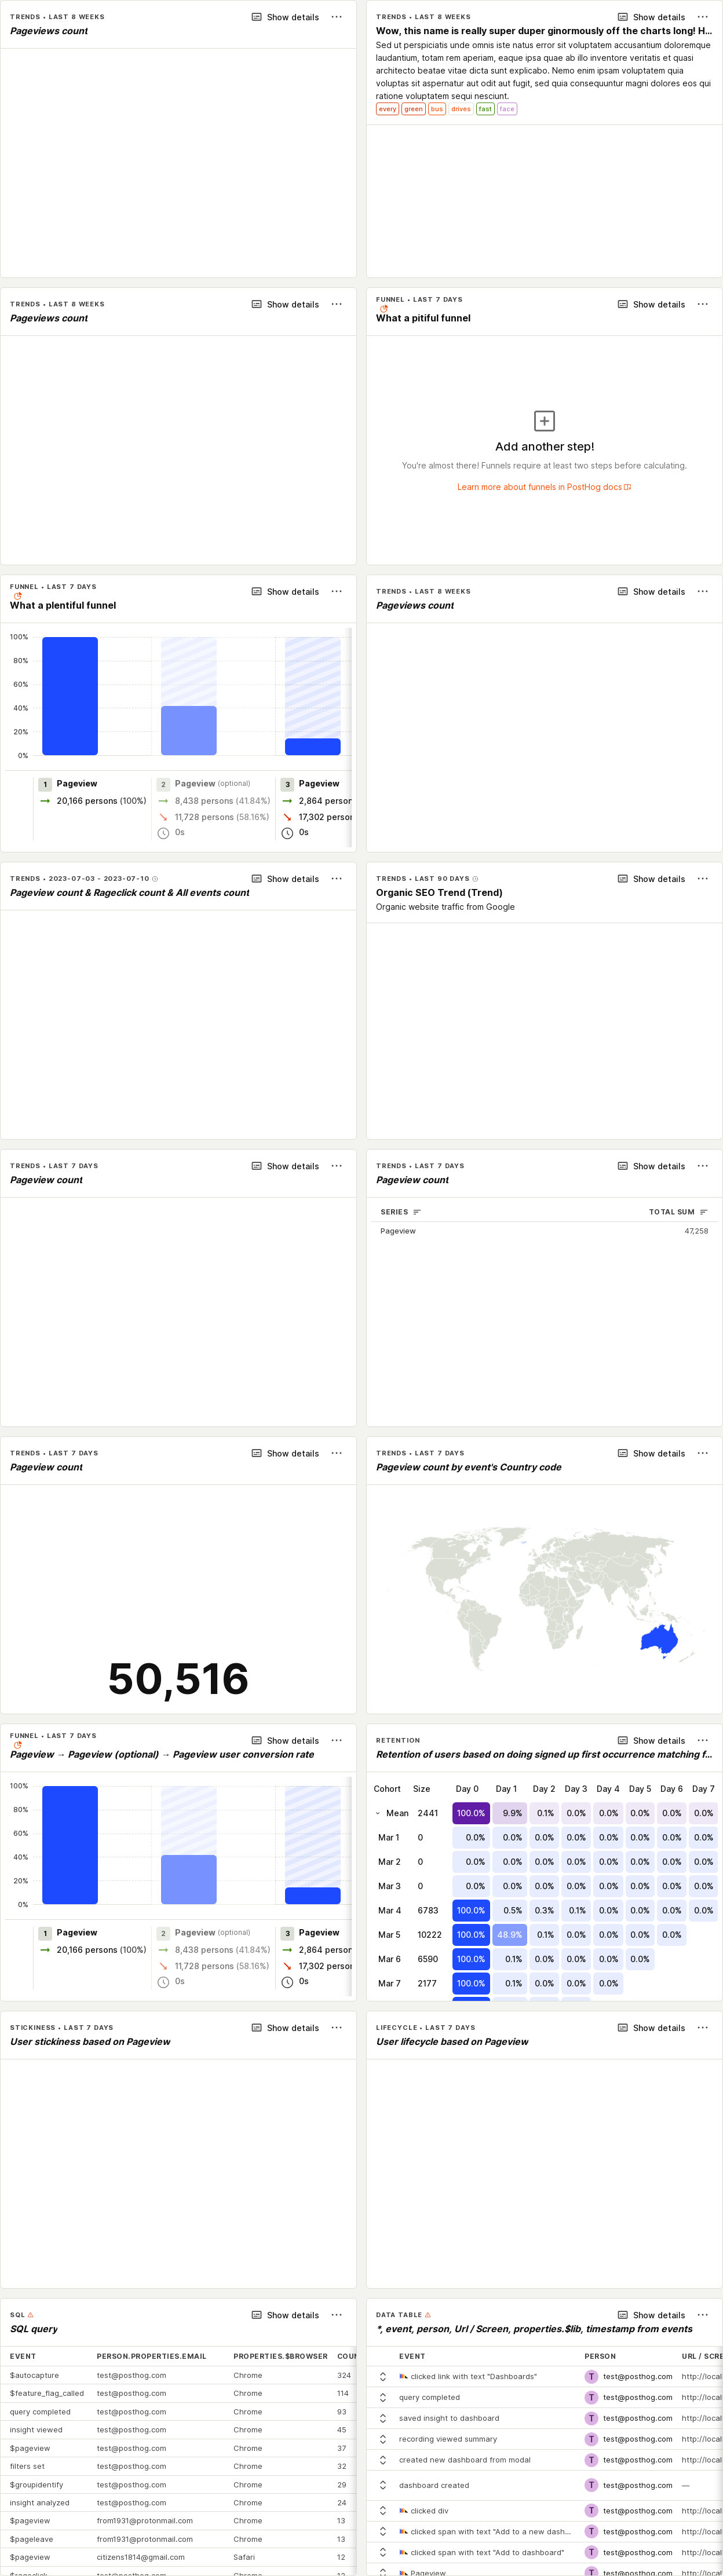 TRENDS • LAST 8 WEEKS
Show details
Pageviews count
TRENDS • LAST 8 WEEKS
Show details
Wow, this name is really super duper ginormously off the charts long! H...
Sed ut perspiciatis unde omnis iste natus error sit voluptatem accusantium doloremque
laudantium, totam rem aperiam, eaque ipsa quae ab illo inventore veritatis et quasi
architecto beatae vitae dicta sunt explicabo. Nemo enim ipsam voluptatem quia
voluptas sit aspernatur aut odit aut fugit, sed quia consequuntur magni dolores eos qui
ratione voluptatem sequi nesciunt.
every green bus drives fast face
TRENDS • LAST 8 WEEKS
Show details
Pageviews count
FUNNEL • LAST 7 DAYS
Show details
What a pitiful funnel
Add another step!
You're almost there! Funnels require at least two steps before calculating.
Learn more about funnels in PostHog docs
FUNNEL • LAST 7 DAYS
Show details
What a plentiful funnel
100%
80%
60%
40%
20%
0%
1 Pageview 2 Pageview (optional) 3 Pageview
20,166 persons (100%) 8,438 persons (41.84%) 2,864 person
11,728 persons (58.16%) 17,302 person
0s 0s
TRENDS • LAST 8 WEEKS
Show details
Pageviews count
TRENDS • 2023-07-03 - 2023-07-10
Show details
Pageview count & Rageclick count & All events count
TRENDS • LAST 90 DAYS
Show details
Organic SEO Trend (Trend)
Organic website traffic from Google
TRENDS • LAST 7 DAYS
Show details
Pageview count
TRENDS • LAST 7 DAYS
Show details
Pageview count
SERIES TOTAL SUM
Pageview 47,258
TRENDS • LAST 7 DAYS
Show details
Pageview count
50,516
TRENDS • LAST 7 DAYS
Show details
Pageview count by event's Country code
FUNNEL • LAST 7 DAYS
Show details
Pageview → Pageview (optional) → Pageview user conversion rate
100%
80%
60%
40%
20%
0%
1 Pageview 2 Pageview (optional) 3 Pageview
20,166 persons (100%) 8,438 persons (41.84%) 2,864 person
11,728 persons (58.16%) 17,302 person
0s 0s
RETENTION
Show details
Retention of users based on doing signed up first occurrence matching f...
Cohort Size Day 0 Day 1 Day 2 Day 3 Day 4 Day 5 Day 6 Day 7
Mean 2441 100.0% 9.9% 0.1% 0.0% 0.0% 0.0% 0.0% 0.0%
Mar 1 0 0.0% 0.0% 0.0% 0.0% 0.0% 0.0% 0.0% 0.0%
Mar 2 0 0.0% 0.0% 0.0% 0.0% 0.0% 0.0% 0.0% 0.0%
Mar 3 0 0.0% 0.0% 0.0% 0.0% 0.0% 0.0% 0.0% 0.0%
Mar 4 6783 100.0% 0.5% 0.3% 0.1% 0.0% 0.0% 0.0% 0.0%
Mar 5 10222 100.0% 48.9% 0.1% 0.0% 0.0% 0.0% 0.0%
Mar 6 6590 100.0% 0.1% 0.0% 0.0% 0.0% 0.0%
Mar 7 2177 100.0% 0.1% 0.0% 0.0% 0.0%
STICKINESS • LAST 7 DAYS
Show details
User stickiness based on Pageview
LIFECYCLE • LAST 7 DAYS
Show details
User lifecycle based on Pageview
SQL
Show details
SQL query
EVENT PERSON.PROPERTIES.EMAIL PROPERTIES.$BROWSER COUN
$autocapture test@posthog.com Chrome 324
$feature_flag_called test@posthog.com Chrome 114
query completed test@posthog.com Chrome 93
insight viewed test@posthog.com Chrome 45
$pageview test@posthog.com Chrome 37
filters set test@posthog.com Chrome 32
$groupidentify test@posthog.com Chrome 29
insight analyzed test@posthog.com Chrome 24
$pageview from1931@protonmail.com Chrome 13
$pageleave from1931@protonmail.com Chrome 13
$pageview citizens1814@gmail.com Safari 12
DATA TABLE
Show details
*, event, person, Url / Screen, properties.$lib, timestamp from events
EVENT PERSON URL / SCRE
clicked link with text "Dashboards" T test@posthog.com http://local
query completed T test@posthog.com http://local
saved insight to dashboard T test@posthog.com http://local
recording viewed summary T test@posthog.com http://local
created new dashboard from modal T test@posthog.com http://local
dashboard created T test@posthog.com —
clicked div T test@posthog.com http://local
clicked span with text "Add to a new dash... T test@posthog.com http://local
clicked span with text "Add to dashboard" T test@posthog.com http://local
Pageview T test@posthog.com http://local